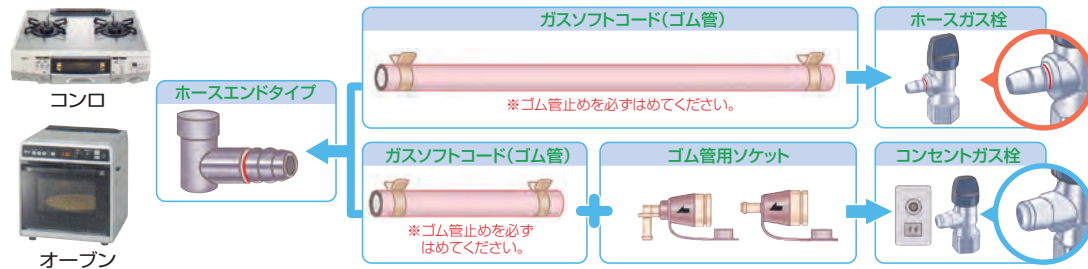 コンロ
オーブン
ホースエンドタイプ
ガスソフトコード(ゴム管)
※ゴム管止めを必ずはめてください。
ホースガス栓
ガスソフトコード(ゴム管)
※ゴム管止めを必ず
はめてください。
ゴム管用ソケット
コンセントガス栓